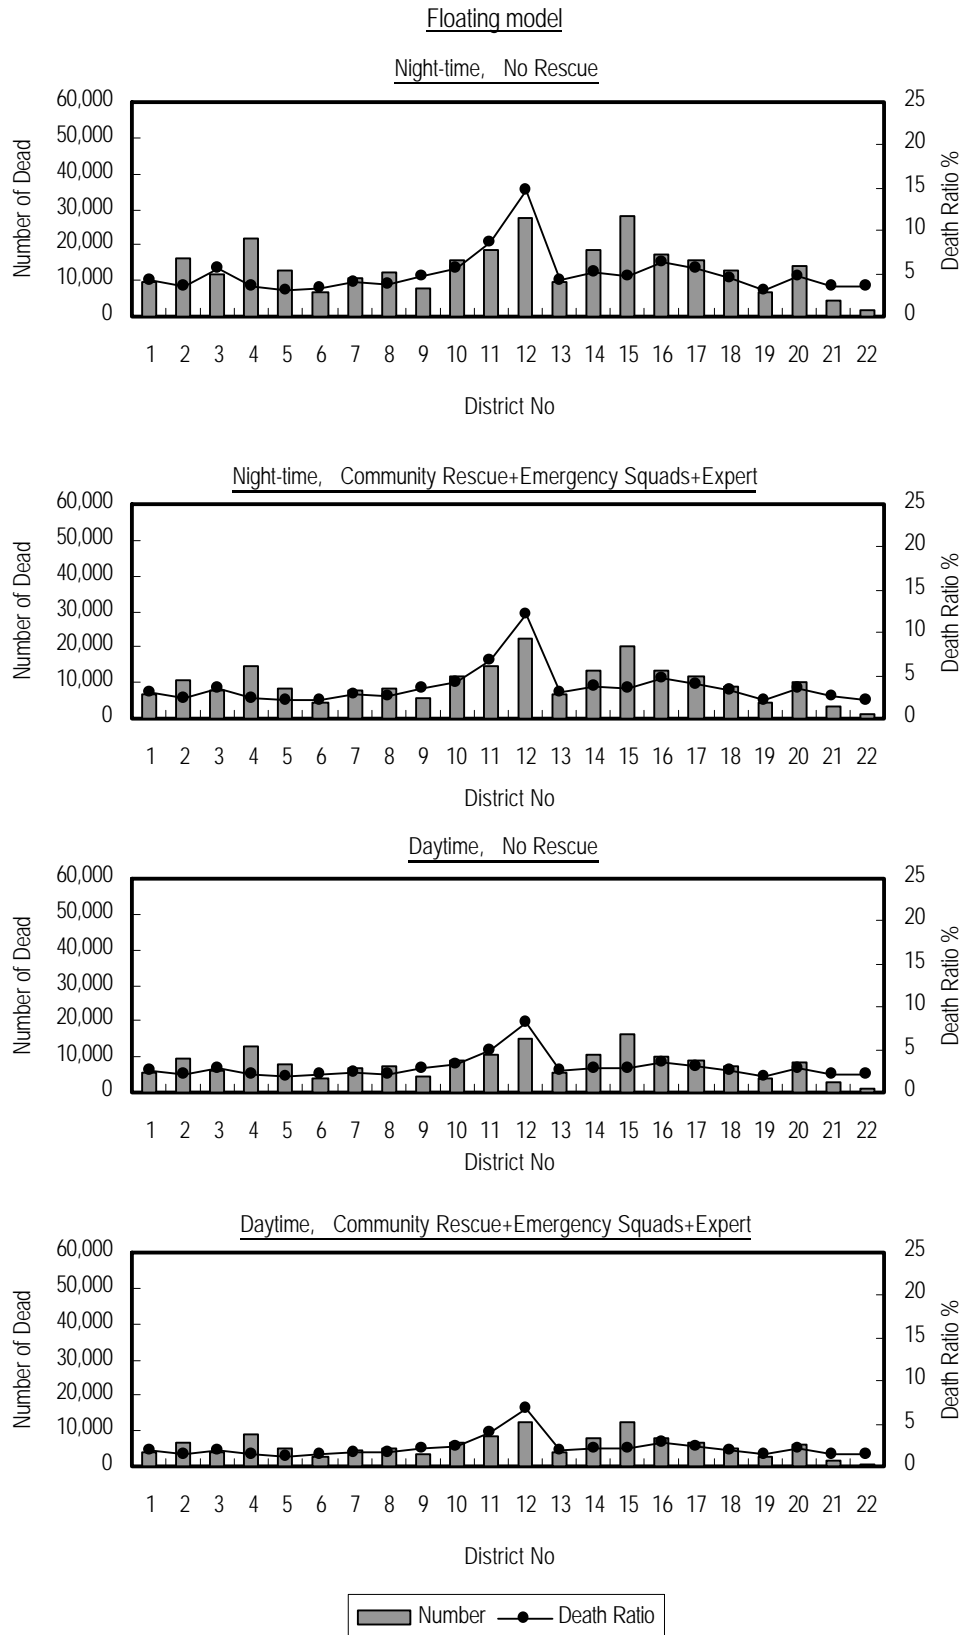 Floating model
Night-time, No Rescue
Number of Dead
60,000
50,000
40,000
30,000
20,000
10,000
0
25
20
15
10
5
0
Death Ratio %
1 2 3 4 5 6 7 8 9 10 11 12 13 14 15 16 17 18 19 20 21 22
District No
Night-time, Community Rescue+Emergency Squads+Expert
Number of Dead
60,000
50,000
40,000
30,000
20,000
10,000
0
25
20
15
10
5
0
Death Ratio %
1 2 3 4 5 6 7 8 9 10 11 12 13 14 15 16 17 18 19 20 21 22
District No
Daytime, No Rescue
Number of Dead
60,000
50,000
40,000
30,000
20,000
10,000
0
25
20
15
10
5
0
Death Ratio %
1 2 3 4 5 6 7 8 9 10 11 12 13 14 15 16 17 18 19 20 21 22
District No
Daytime, Community Rescue+Emergency Squads+Expert
Number of Dead
60,000
50,000
40,000
30,000
20,000
10,000
0
25
20
15
10
5
0
Death Ratio %
1 2 3 4 5 6 7 8 9 10 11 12 13 14 15 16 17 18 19 20 21 22
District No
Number Death Ratio